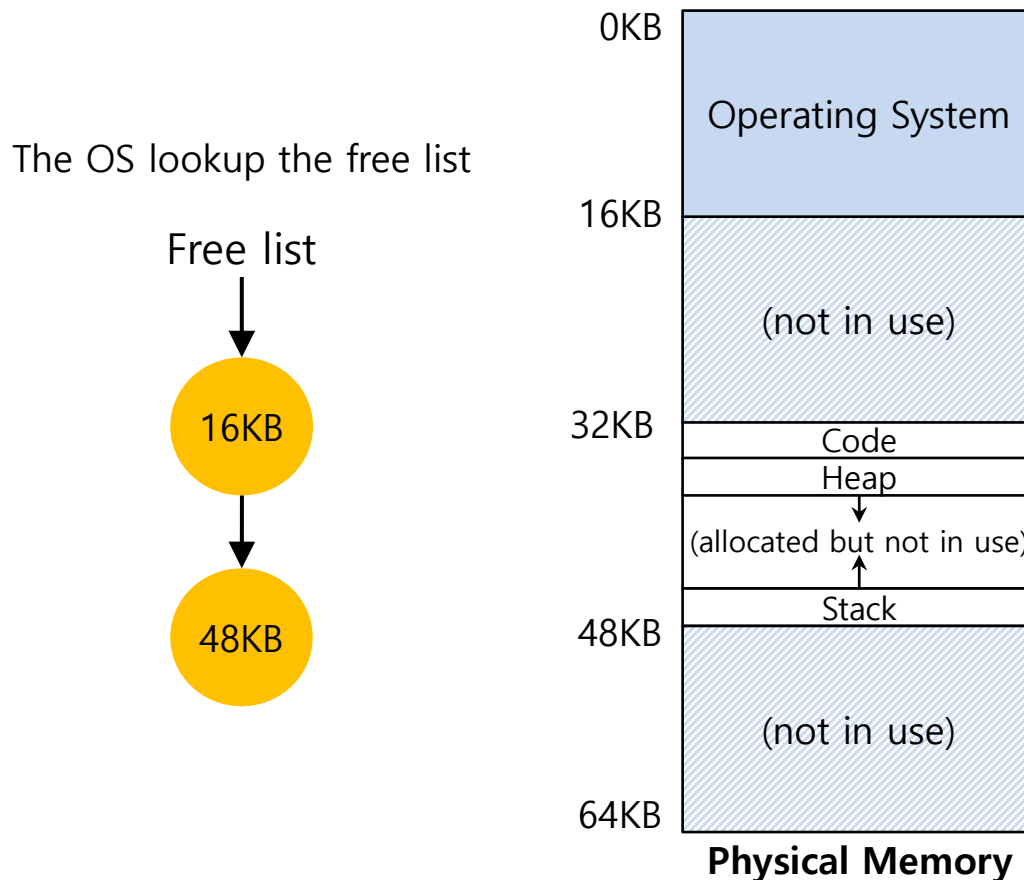 The OS lookup the free list
Free list
16KB
48KB
0KB
Operating System
16KB
(not in use)
32KB
Code
Heap
(allocated but not in use)
Stack
48KB
(not in use)
64KB
Physical Memory